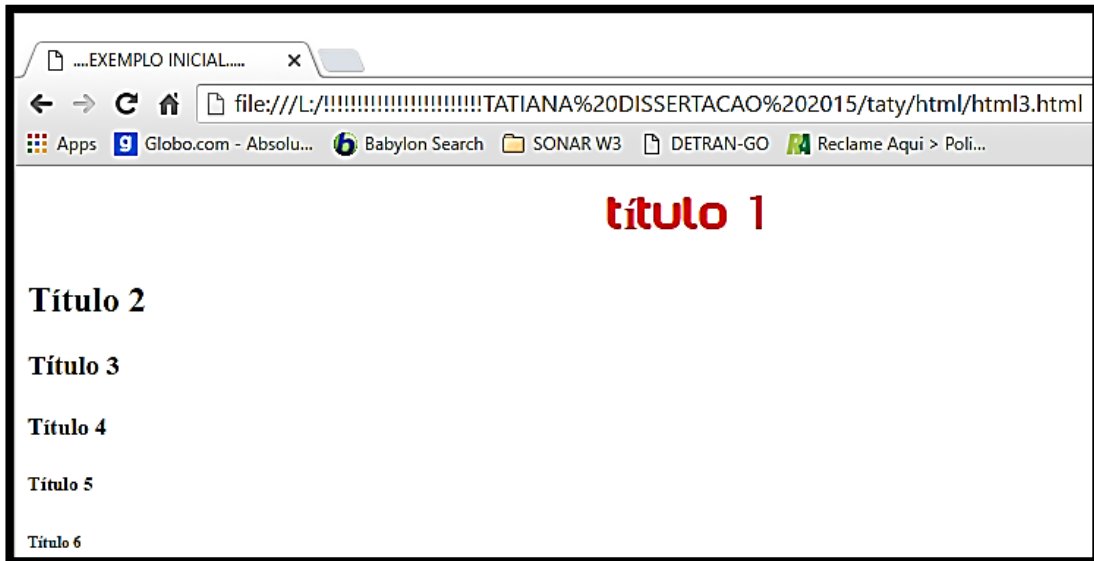 ....EXEMPLO INICIAL.....
file:///L:/!!!!!!!!!!!!!!!!!!!!!!!!TATIANA%20DISSERTACAO%202015/taty/html/html3.html
Apps Globo.com - Absolu... Babylon Search SONAR W3 DETRAN-GO Reclame Aqui > Poli...
título 1
Título 2
Título 3
Título 4
Título 5
Título 6